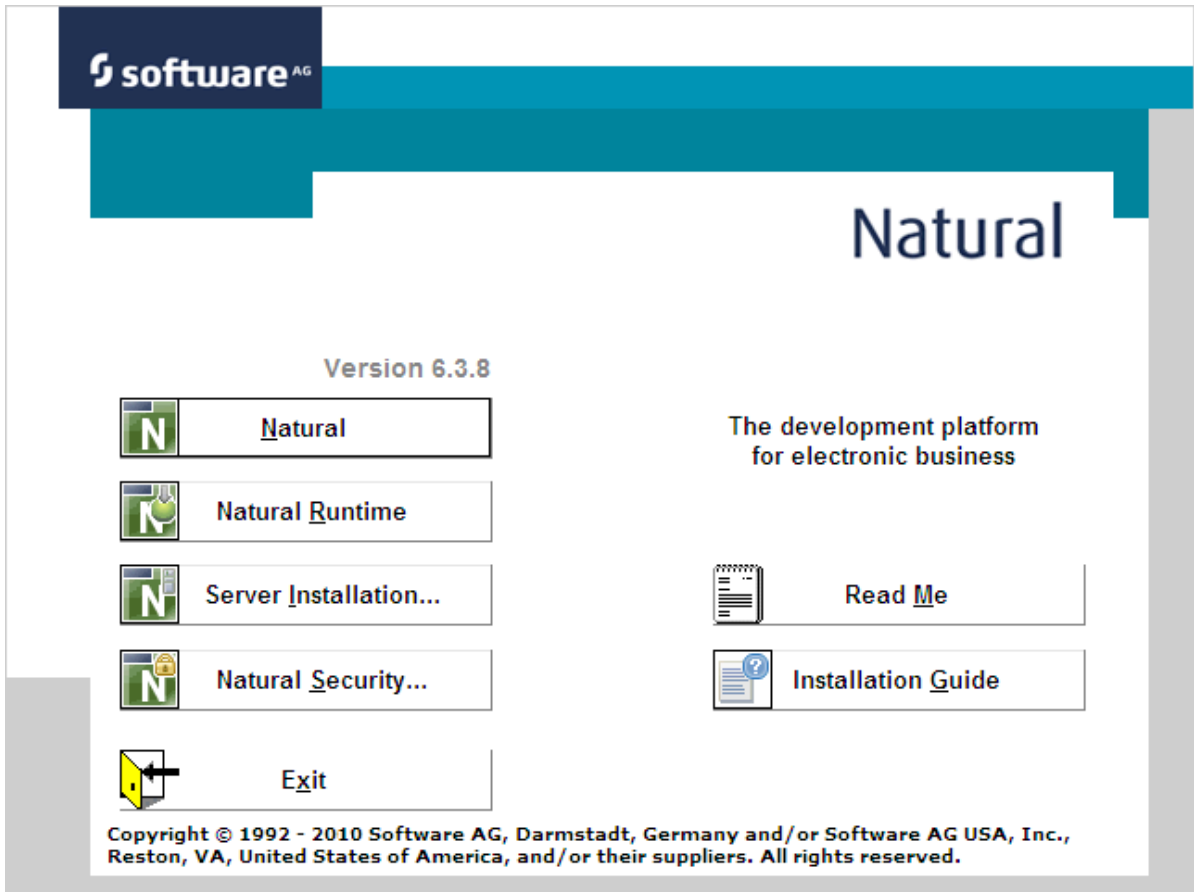 software AG
Natural
Version 6.3.8
Natural
The development platform
for electronic business
Natural Runtime
Server Installation...
Read Me
Natural Security...
Installation Guide
Exit
Copyright © 1992 - 2010 Software AG, Darmstadt, Germany and/or Software AG USA, Inc.,
Reston, VA, United States of America, and/or their suppliers. All rights reserved.